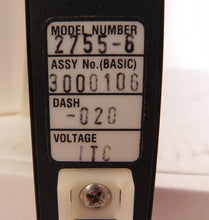 MODEL NUMBER
2755-6
ASSY No.(BASIC)
3000106
DASH
-020
VOLTAGE
ITC